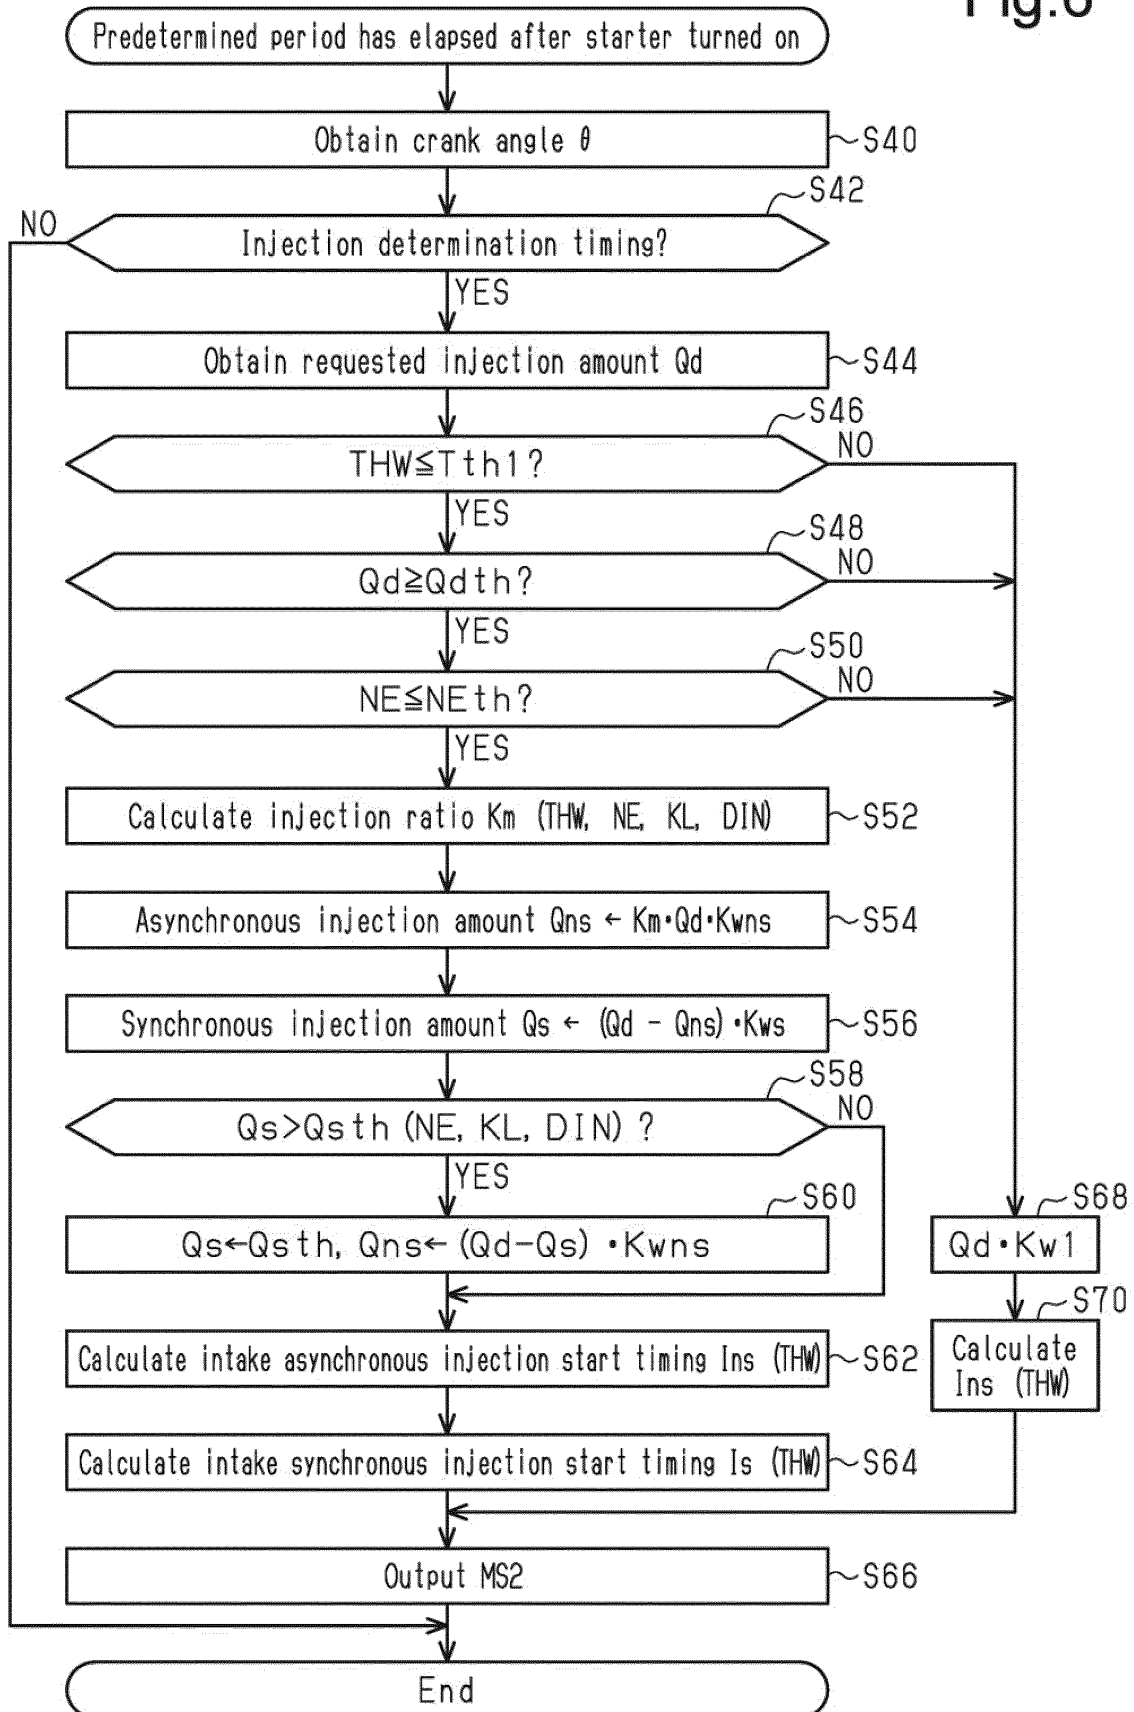 Fig.6
Predetermined period has elapsed after starter turned on
Obtain crank angle θ
S40
S42
NO
Injection determination timing?
YES
Obtain requested injection amount Qd
S44
S46
THW≦Tth1?
NO
YES
S48
Qd≧Qdth?
NO
YES
S50
NE≦NEth?
NO
YES
Calculate injection ratio Km (THW, NE, KL, DIN)
S52
Asynchronous injection amount Qns ← Km·Qd·Kwns
S54
Synchronous injection amount Qs ← (Qd - Qns)·Kws
S56
S58
Qs>Qsth (NE, KL, DIN) ?
NO
YES
S60
Qs←Qsth, Qns← (Qd-Qs) ·Kwns
S68
Qd·Kw1
S70
Calculate
Ins (THW)
Calculate intake asynchronous injection start timing Ins (THW)
S62
Calculate intake synchronous injection start timing Is (THW)
S64
Output MS2
S66
End